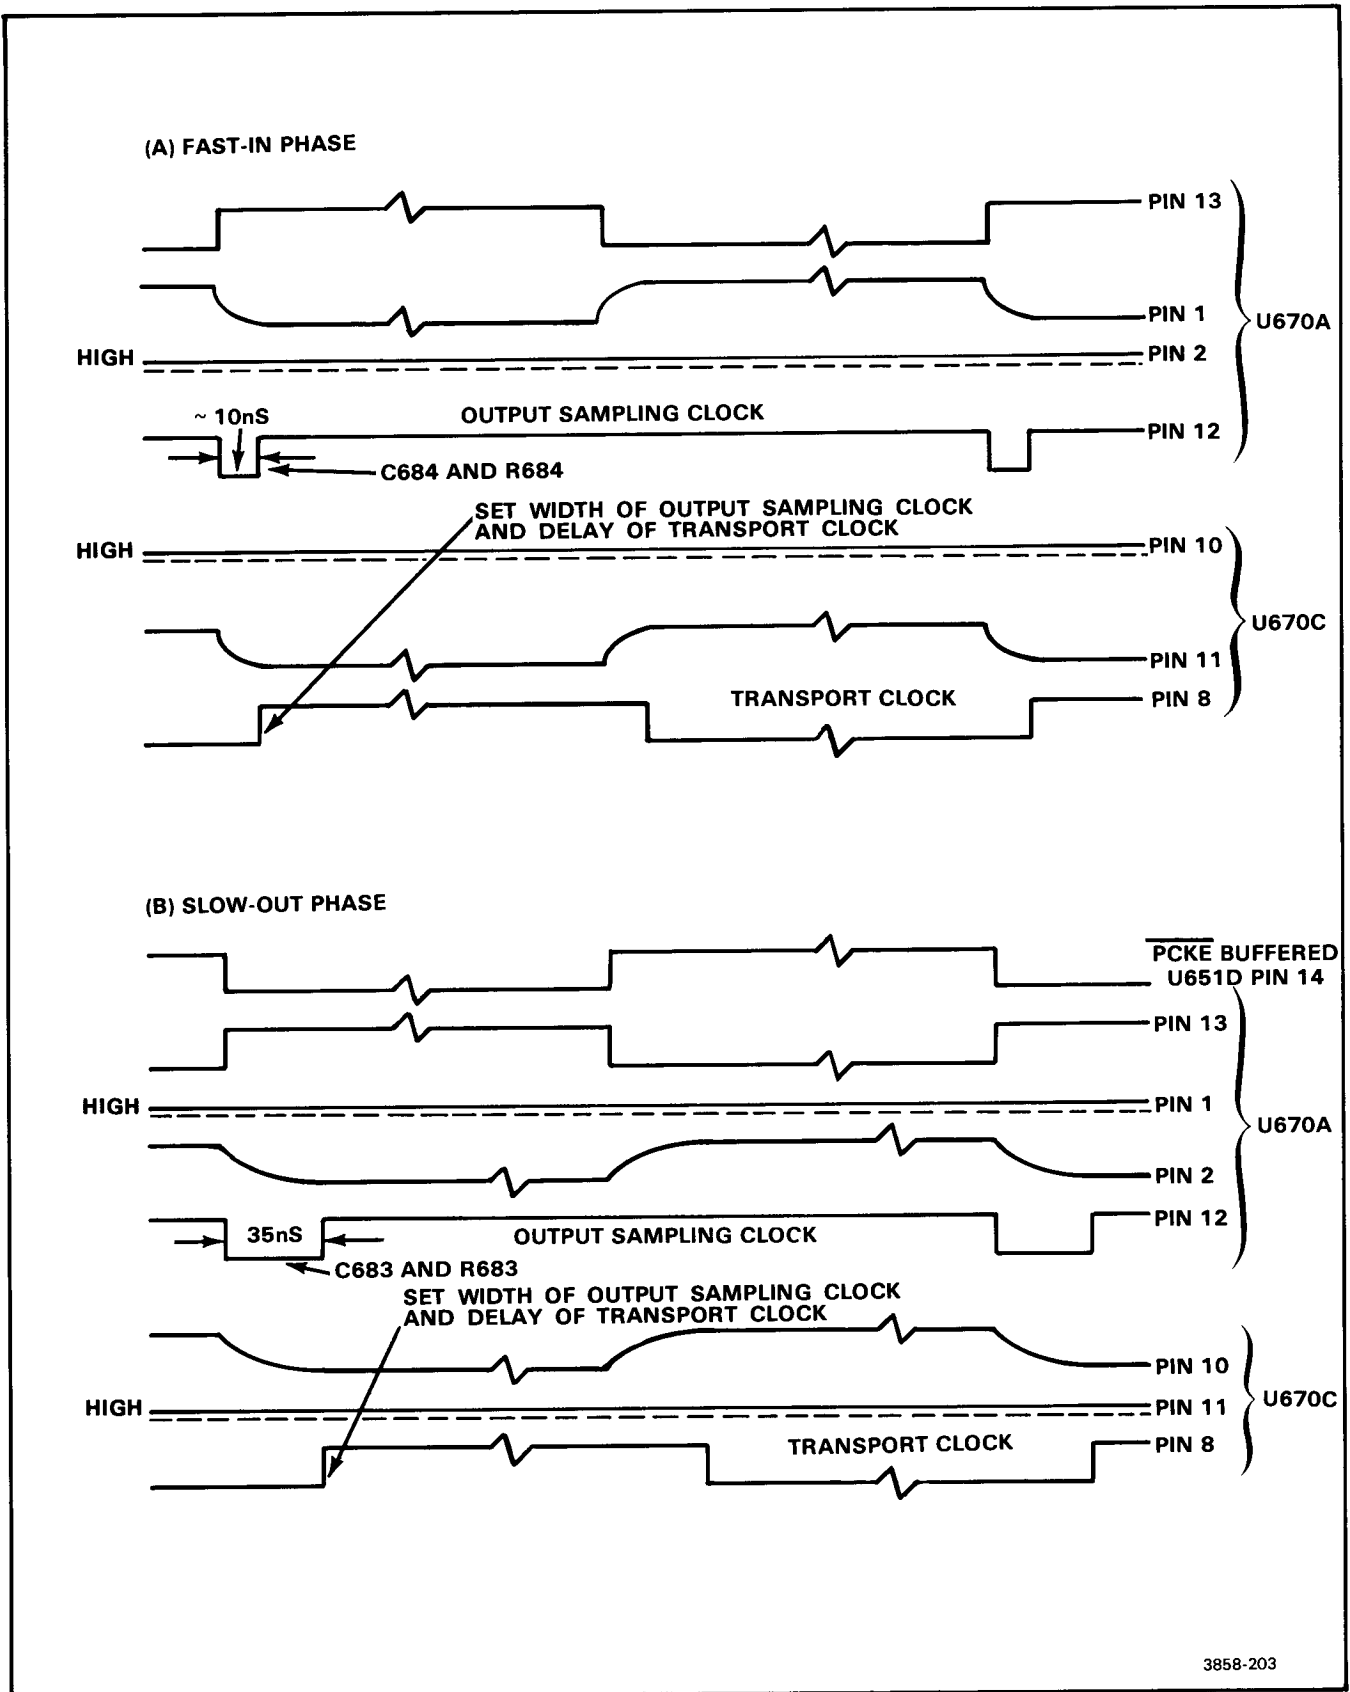 (A) FAST-IN PHASE
PIN 13
PIN 1
U670A
HIGH
PIN 2
~ 10nS
OUTPUT SAMPLING CLOCK
PIN 12
C684 AND R684
SET WIDTH OF OUTPUT SAMPLING CLOCK
AND DELAY OF TRANSPORT CLOCK
HIGH
PIN 10
U670C
PIN 11
TRANSPORT CLOCK
PIN 8
(B) SLOW-OUT PHASE
PCKE BUFFERED
U651D PIN 14
PIN 13
HIGH
PIN 1
U670A
PIN 2
35nS
OUTPUT SAMPLING CLOCK
PIN 12
C683 AND R683
SET WIDTH OF OUTPUT SAMPLING CLOCK
AND DELAY OF TRANSPORT CLOCK
PIN 10
HIGH
PIN 11
U670C
TRANSPORT CLOCK
PIN 8
3858-203